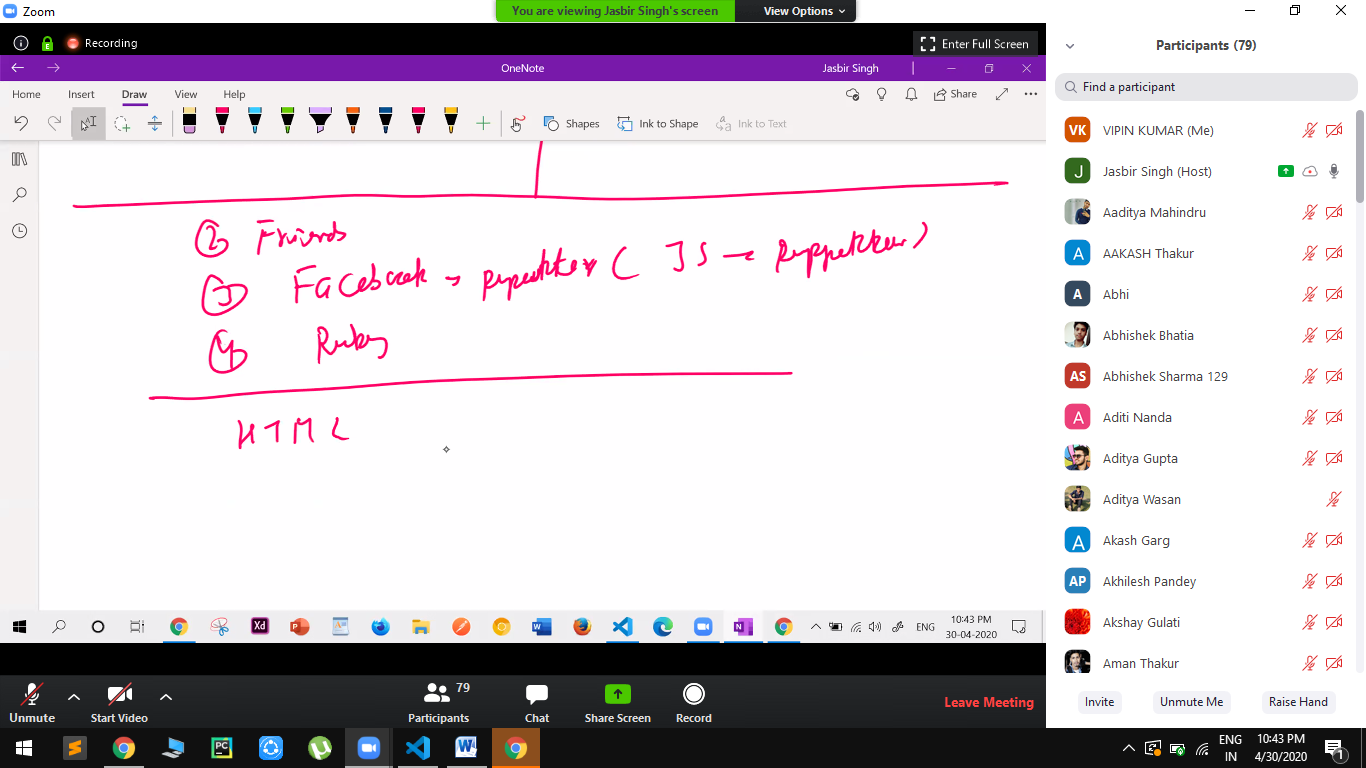 Zoom
You are viewing Jasbir Singh's screen View Options
Recording
Enter Full Screen
OneNote
Jasbir Singh
Home Insert Draw View Help
Share
Shapes Ink to Shape Ink to Text
② Friends
③ Facebook → JS
④ Ruby
HTML
ENG
10:43 PM
30-04-2020
Participants (79)
Find a participant
VK VIPIN KUMAR (Me)
J Jasbir Singh (Host)
Aaditya Mahindru
A AAKASH Thakur
A Abhi
Abhishek Bhatia
AS Abhishek Sharma 129
A Aditi Nanda
Aditya Gupta
Aditya Wasan
A Akash Garg
AP Akhilesh Pandey
Akshay Gulati
Aman Thakur
Invite Unmute Me Raise Hand
Unmute
Start Video
79
Participants
Chat
Share Screen
Record
Leave Meeting
ENG
IN
10:43 PM
4/30/2020
1